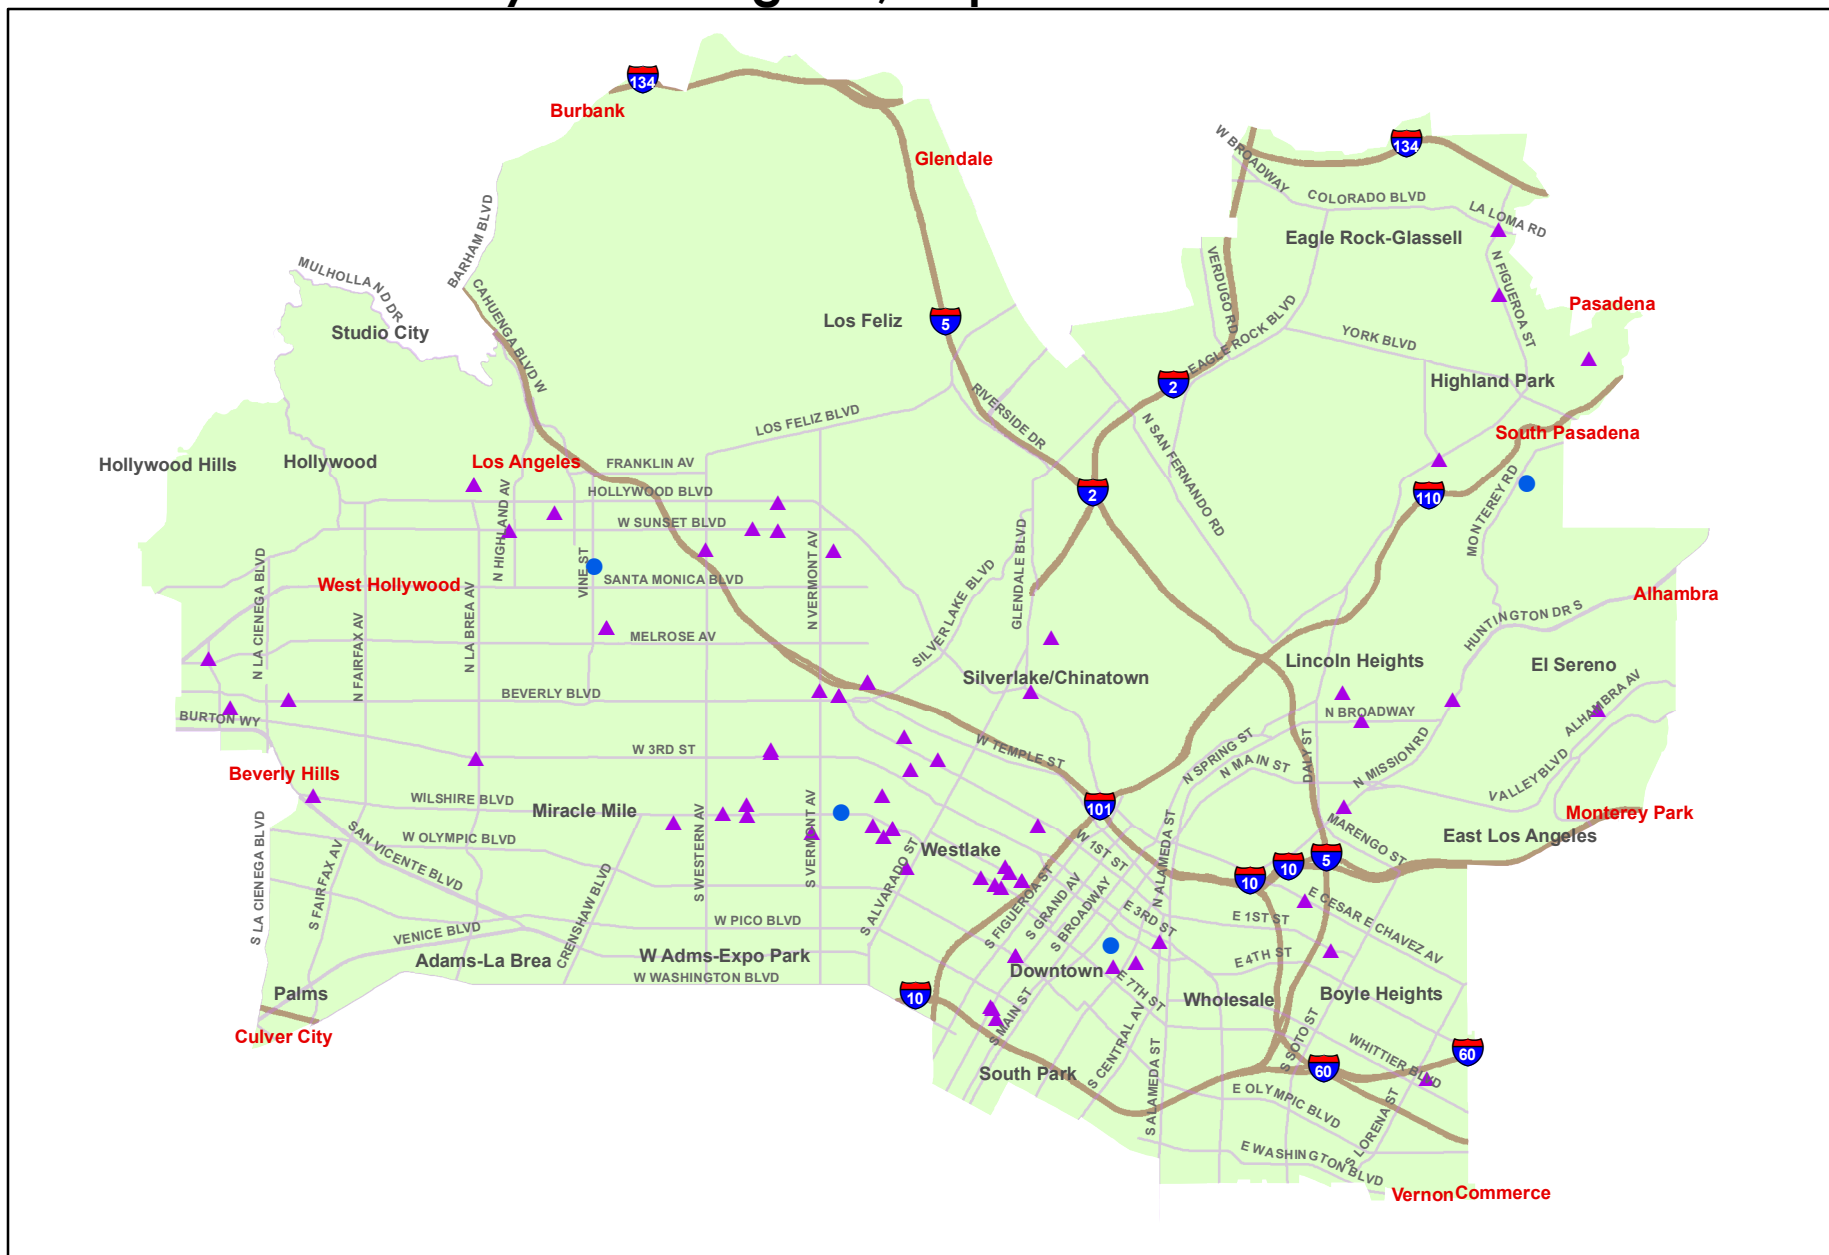 134
Burbank
134
Glendale
W BROADWAY
COLORADO BLVD
LA LOMA RD
BARHAM BLVD
Eagle Rock-Glassell
MULHOLLAND DR
VERDUGO RD
N FIGUEROA ST
CAHUENGA BLVD W
Pasadena
Studio City
Los Feliz
5
EAGLE ROCK BLVD
YORK BLVD
2
Highland Park
RIVERSIDE DR
LOS FELIZ BLVD
N SAN FERNANDO RD
South Pasadena
Hollywood Hills
Hollywood
Los Angeles
FRANKLIN AV
HOLLYWOOD BLVD
2
110
MONTEREY RD
N HIGHLAND AV
W SUNSET BLVD
N VERMONT AV
GLENDALE BLVD
N LA CIENEGA BLVD
VINE ST
West Hollywood
SANTA MONICA BLVD
SILVER LAKE BLVD
Alhambra
N FAIRFAX AV
N LA BREA AV
MELROSE AV
HUNTINGTON DR S
Lincoln Heights
El Sereno
Silverlake/Chinatown
BEVERLY BLVD
ALHAMBRA AV
BURTON WY
N BROADWAY
W 3RD ST
W TEMPLE ST
N SPRING ST
N MAIN ST
DALY ST
N MISSION RD
VALLEY BLVD
Beverly Hills
WILSHIRE BLVD
Miracle Mile
101
Monterey Park
S LA CIENEGA BLVD
SAN VICENTE BLVD
W OLYMPIC BLVD
S WESTERN AV
S VERMONT AV
Westlake
W 1ST ST
N ALAMEDA ST
MARENGO ST
East Los Angeles
S FAIRFAX AV
CRENSHAW BLVD
S ALVARADO ST
10
10
5
S FIGUEROA ST
S GRAND AV
S BROADWAY
E 3RD ST
E 1ST ST
E CESAR E CHAVEZ AV
W PICO BLVD
VENICE BLVD
Adams-La Brea
W Adms-Expo Park
W WASHINGTON BLVD
E 4TH ST
Downtown
E 7TH ST
Palms
10
Wholesale
Boyle Heights
Culver City
S MAIN ST
S CENTRAL AV
S SOTO ST
WHITTIER BLVD
60
South Park
60
S ALAMEDA ST
E OLYMPIC BLVD
S LORENA ST
E WASHINGTON BLVD
Vernon
Commerce